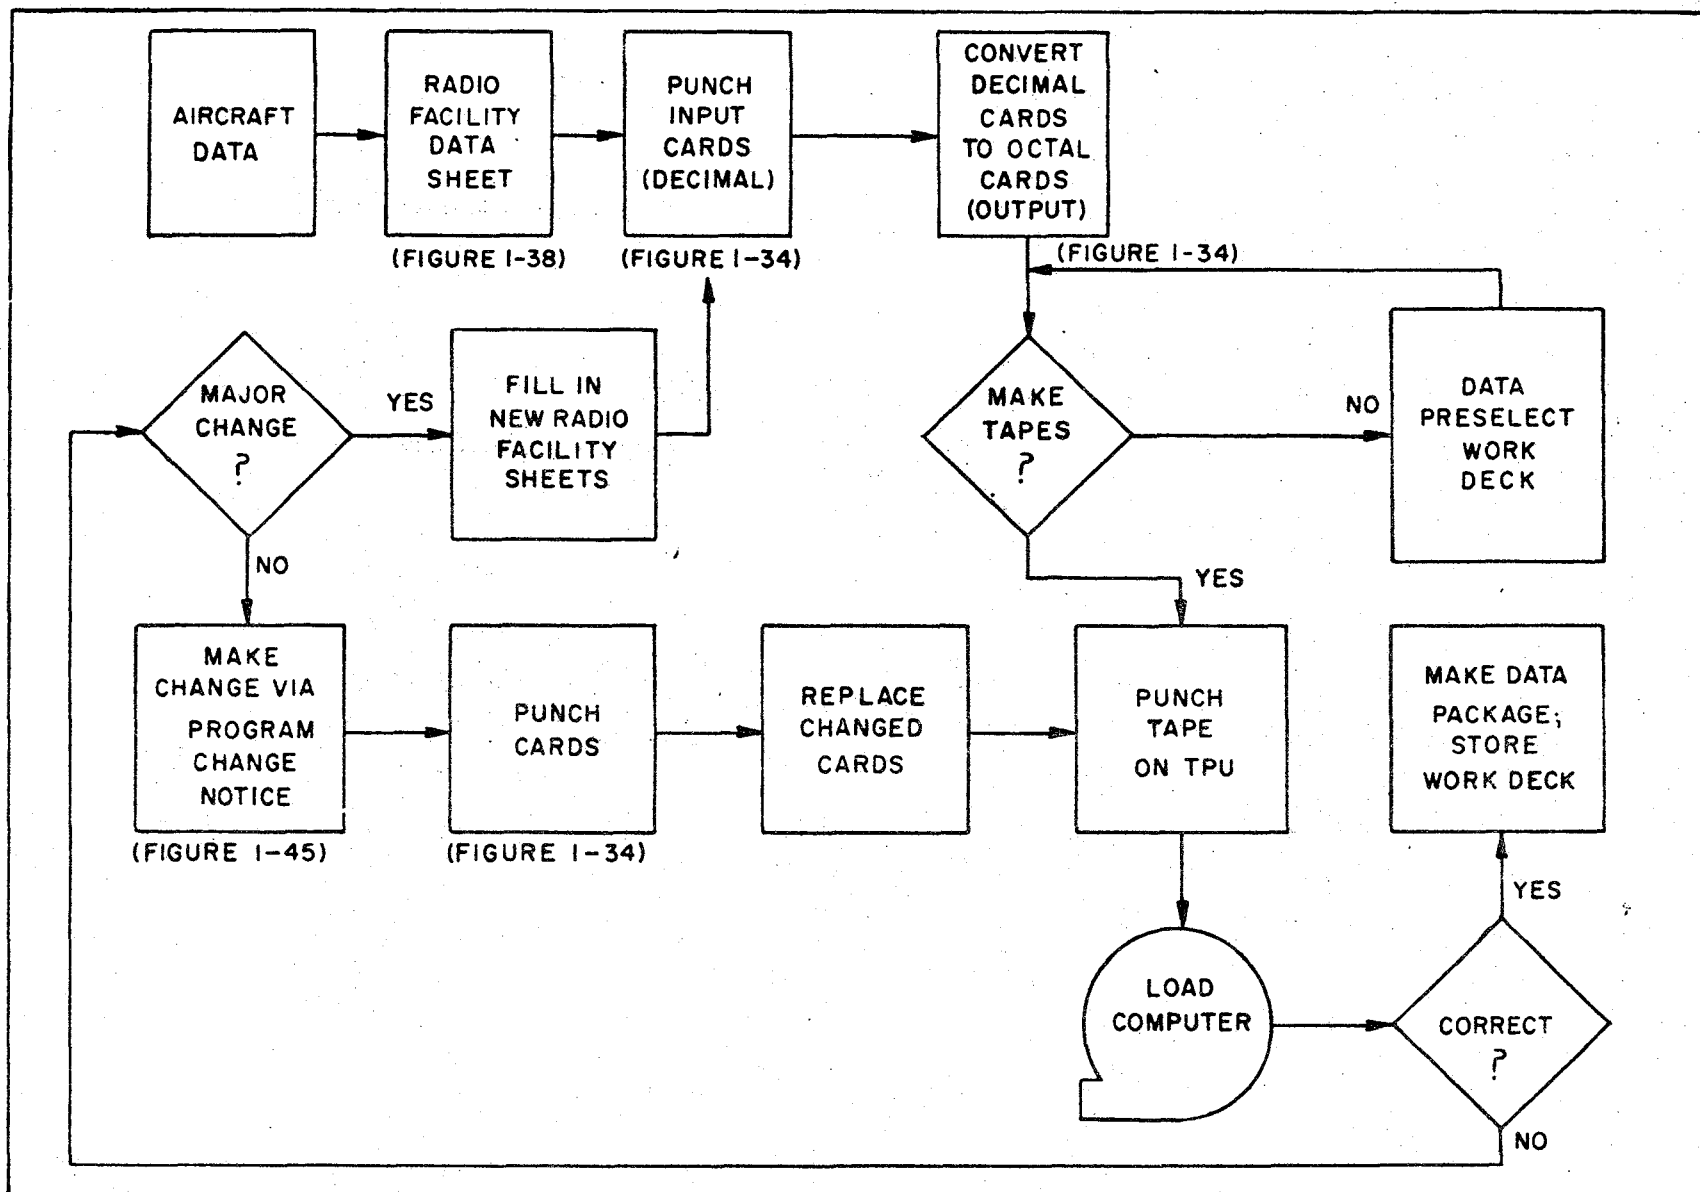 AIRCRAFT
DATA
RADIO
FACILITY
DATA
SHEET
(FIGURE 1-38)
PUNCH
INPUT
CARDS
(DECIMAL)
(FIGURE 1-34)
CONVERT
DECIMAL
CARDS
TO OCTAL
CARDS
(OUTPUT)
(FIGURE 1-34)
MAJOR
CHANGE
?
YES
NO
FILL IN
NEW RADIO
FACILITY
SHEETS
MAKE
TAPES
?
NO
YES
DATA
PRESELECT
WORK
DECK
MAKE
CHANGE VIA
PROGRAM
CHANGE
NOTICE
(FIGURE 1-45)
PUNCH
CARDS
(FIGURE 1-34)
REPLACE
CHANGED
CARDS
PUNCH
TAPE
ON TPU
MAKE DATA
PACKAGE;
STORE
WORK DECK
YES
LOAD
COMPUTER
CORRECT
?
NO